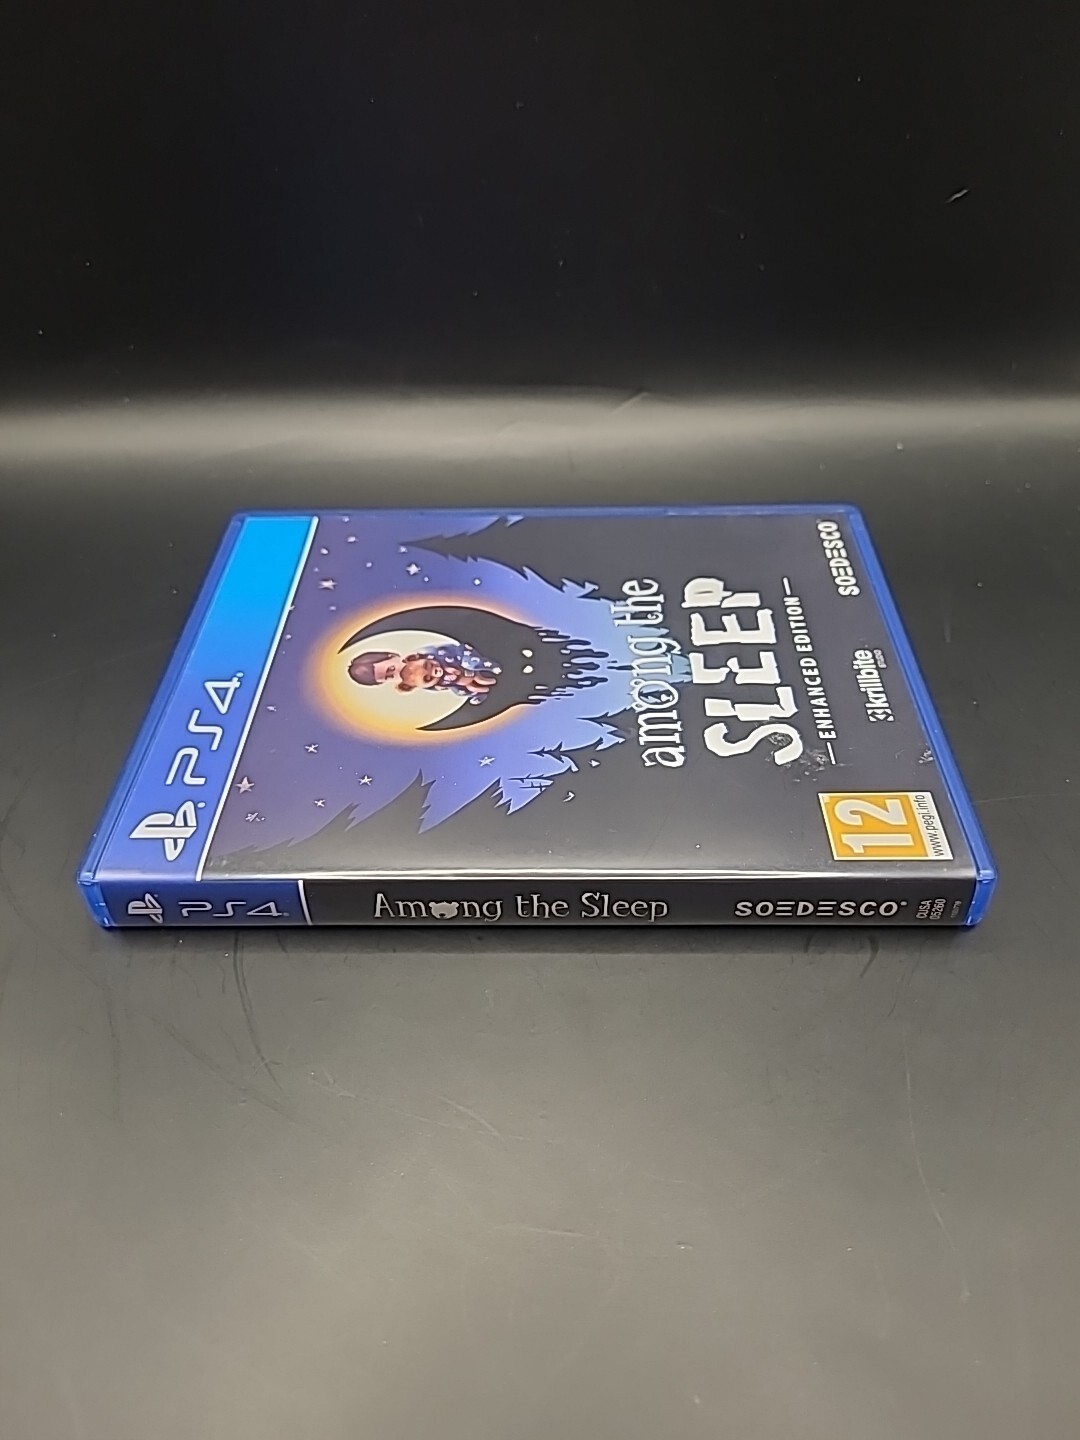 PS4
among the
SLEEP
ENHANCED EDITION
krillbite
STUDIO
SOEDESCO
12
www.pegi.info
PS4
Among the Sleep
SOEDESCO
CUSA
05260